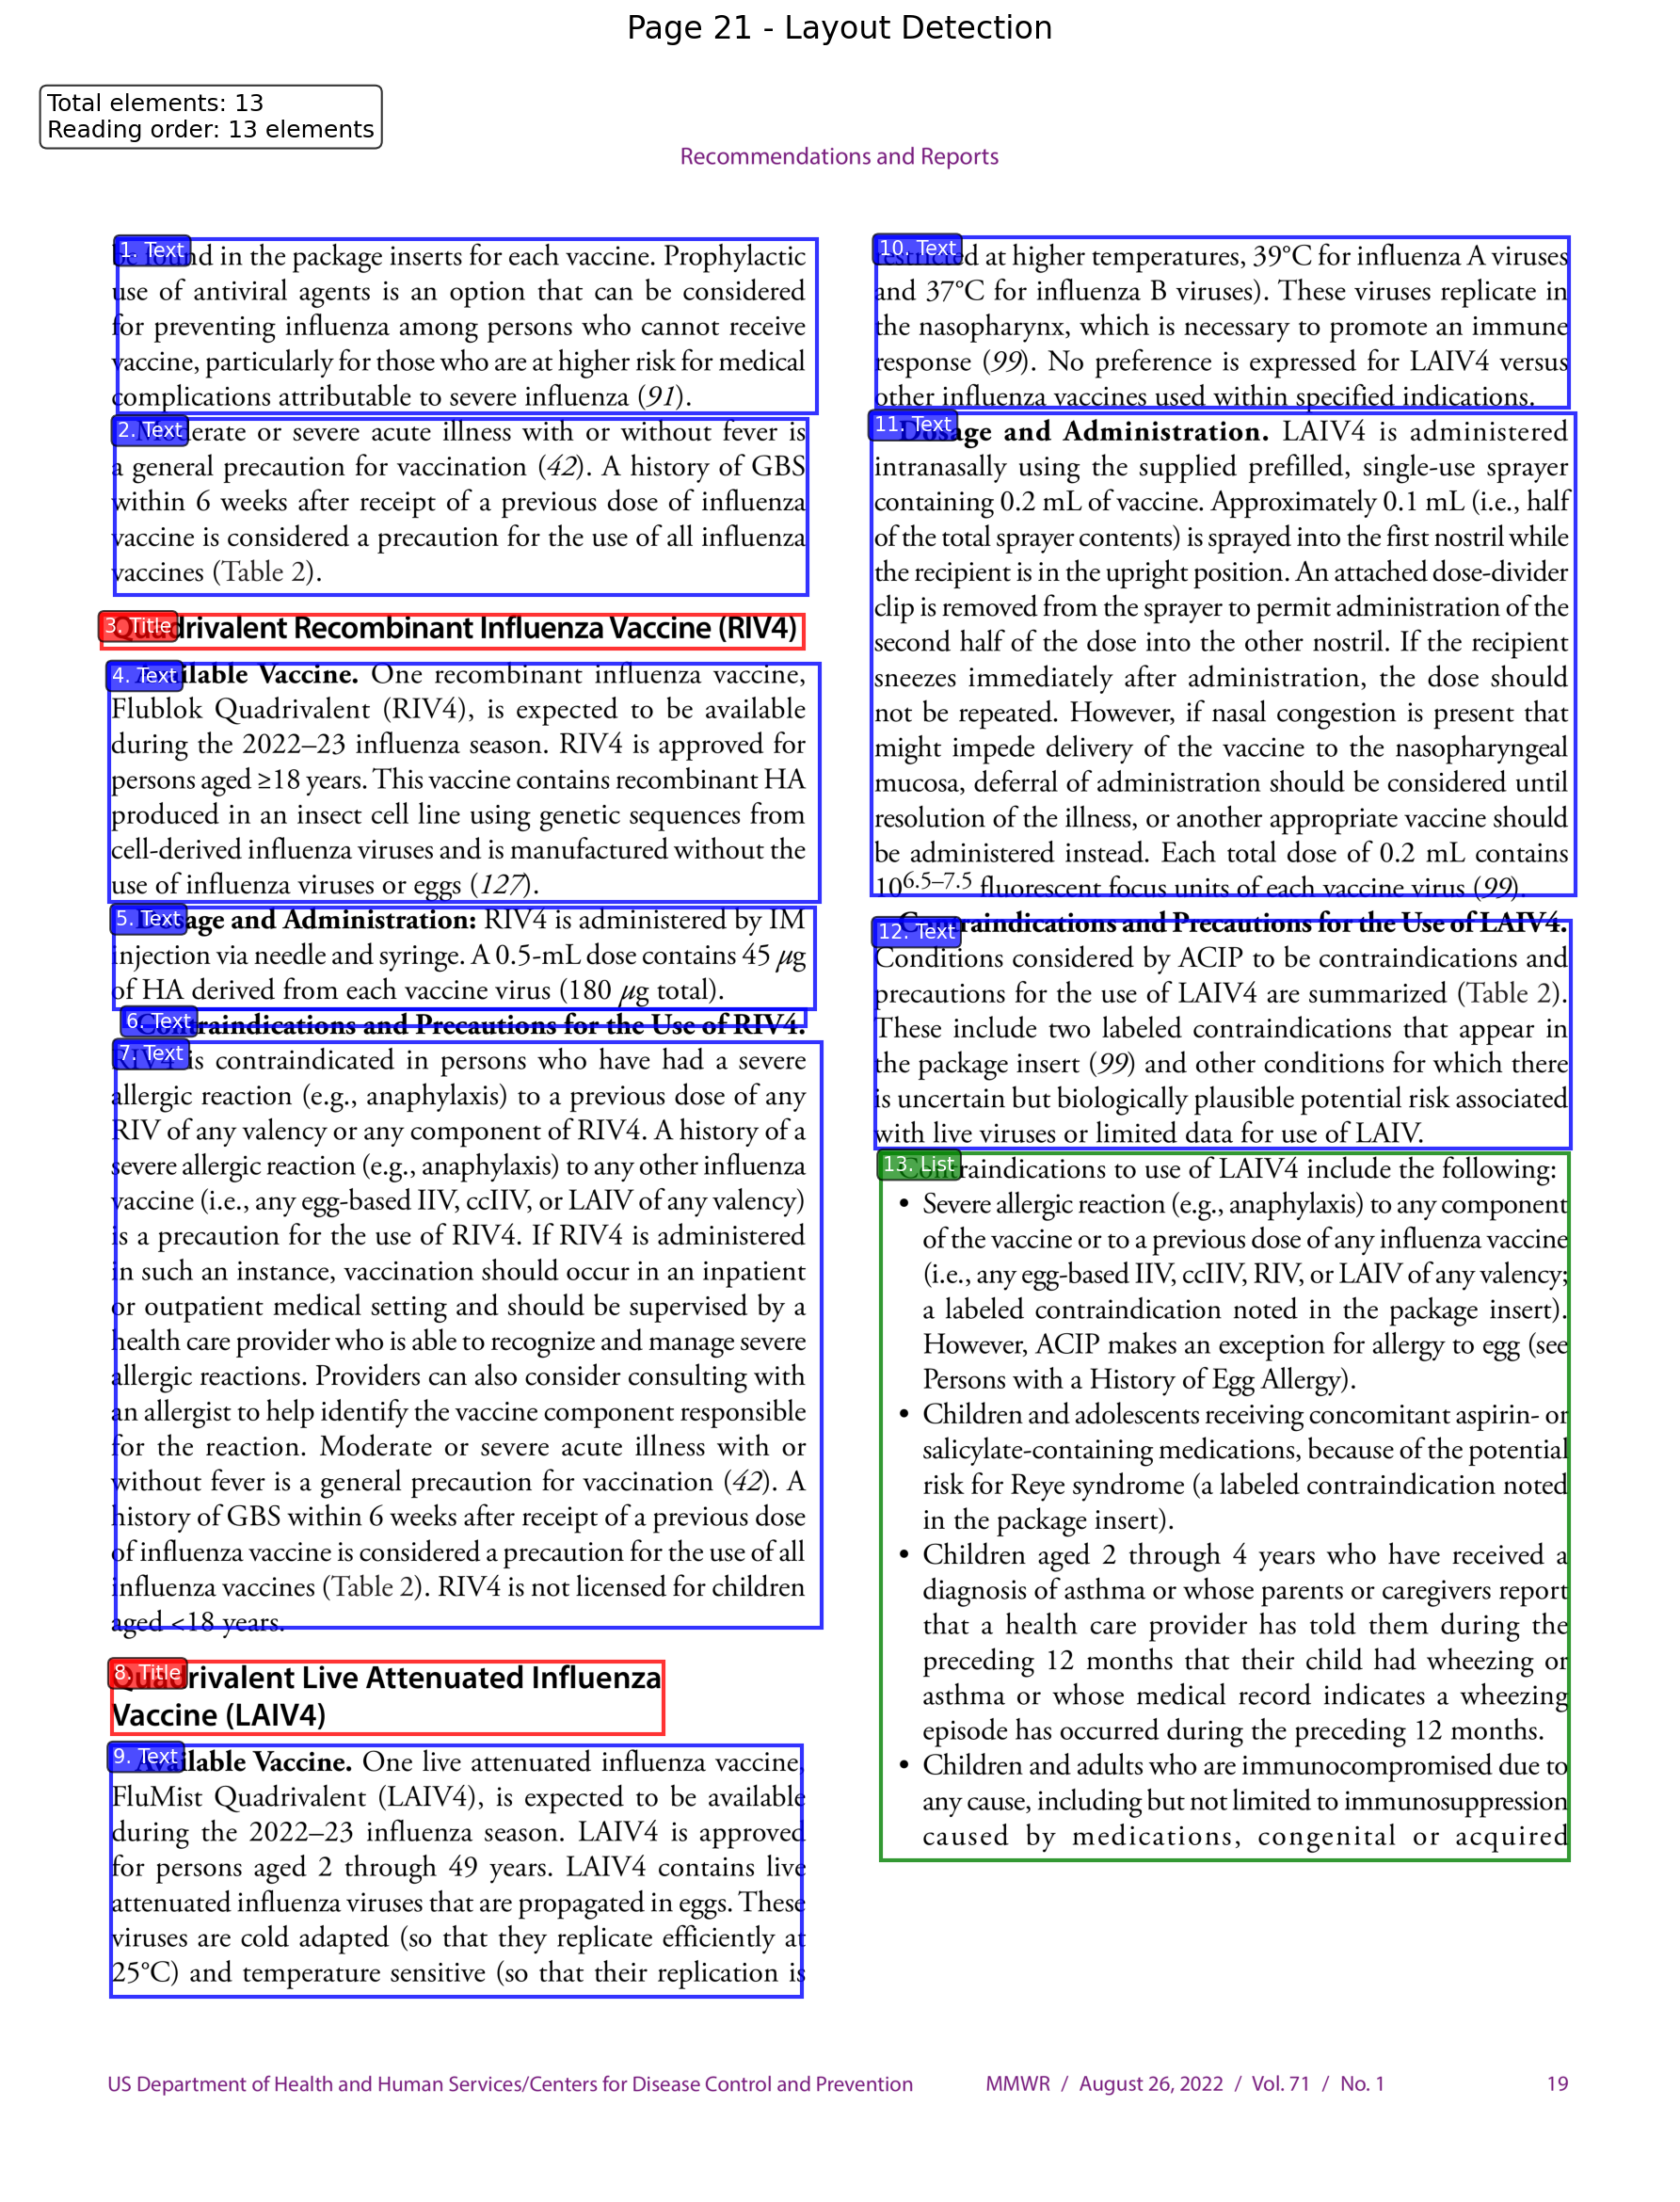 Page 21 - Layout Detection
Total elements: 13
Reading order: 13 elements
Recommendations and Reports
1. Text
be found in the package inserts for each vaccine. Prophylactic
use of antiviral agents is an option that can be considered
for preventing influenza among persons who cannot receive
vaccine, particularly for those who are at higher risk for medical
complications attributable to severe influenza (91).
2. Text
Moderate or severe acute illness with or without fever is
a general precaution for vaccination (42). A history of GBS
within 6 weeks after receipt of a previous dose of influenza
vaccine is considered a precaution for the use of all influenza
vaccines (Table 2).
3. Title
Quadrivalent Recombinant Influenza Vaccine (RIV4)
4. Text
Available Vaccine. One recombinant influenza vaccine,
Flublok Quadrivalent (RIV4), is expected to be available
during the 2022–23 influenza season. RIV4 is approved for
persons aged ≥18 years. This vaccine contains recombinant HA
produced in an insect cell line using genetic sequences from
cell-derived influenza viruses and is manufactured without the
use of influenza viruses or eggs (127).
5. Text
Dosage and Administration: RIV4 is administered by IM
injection via needle and syringe. A 0.5-mL dose contains 45 µg
of HA derived from each vaccine virus (180 µg total).
6. Text
Contraindications and Precautions for the Use of RIV4.
7. Text
RIV4 is contraindicated in persons who have had a severe
allergic reaction (e.g., anaphylaxis) to a previous dose of any
RIV of any valency or any component of RIV4. A history of a
severe allergic reaction (e.g., anaphylaxis) to any other influenza
vaccine (i.e., any egg-based IIV, ccIIV, or LAIV of any valency)
is a precaution for the use of RIV4. If RIV4 is administered
in such an instance, vaccination should occur in an inpatient
or outpatient medical setting and should be supervised by a
health care provider who is able to recognize and manage severe
allergic reactions. Providers can also consider consulting with
an allergist to help identify the vaccine component responsible
for the reaction. Moderate or severe acute illness with or
without fever is a general precaution for vaccination (42). A
history of GBS within 6 weeks after receipt of a previous dose
of influenza vaccine is considered a precaution for the use of all
influenza vaccines (Table 2). RIV4 is not licensed for children
aged <18 years.
8. Title
Quadrivalent Live Attenuated Influenza
Vaccine (LAIV4)
9. Text
Available Vaccine. One live attenuated influenza vaccine,
FluMist Quadrivalent (LAIV4), is expected to be available
during the 2022–23 influenza season. LAIV4 is approved
for persons aged 2 through 49 years. LAIV4 contains live
attenuated influenza viruses that are propagated in eggs. These
viruses are cold adapted (so that they replicate efficiently at
25°C) and temperature sensitive (so that their replication is
10. Text
restricted at higher temperatures, 39°C for influenza A viruses
and 37°C for influenza B viruses). These viruses replicate in
the nasopharynx, which is necessary to promote an immune
response (99). No preference is expressed for LAIV4 versus
other influenza vaccines used within specified indications.
11. Text
Dosage and Administration. LAIV4 is administered
intranasally using the supplied prefilled, single-use sprayer
containing 0.2 mL of vaccine. Approximately 0.1 mL (i.e., half
of the total sprayer contents) is sprayed into the first nostril while
the recipient is in the upright position. An attached dose-divider
clip is removed from the sprayer to permit administration of the
second half of the dose into the other nostril. If the recipient
sneezes immediately after administration, the dose should
not be repeated. However, if nasal congestion is present that
might impede delivery of the vaccine to the nasopharyngeal
mucosa, deferral of administration should be considered until
resolution of the illness, or another appropriate vaccine should
be administered instead. Each total dose of 0.2 mL contains
10^6.5–7.5 fluorescent focus units of each vaccine virus (99).
12. Text
Contraindications and Precautions for the Use of LAIV4.
Conditions considered by ACIP to be contraindications and
precautions for the use of LAIV4 are summarized (Table 2).
These include two labeled contraindications that appear in
the package insert (99) and other conditions for which there
is uncertain but biologically plausible potential risk associated
with live viruses or limited data for use of LAIV.
13. List
Contraindications to use of LAIV4 include the following:
• Severe allergic reaction (e.g., anaphylaxis) to any component
of the vaccine or to a previous dose of any influenza vaccine
(i.e., any egg-based IIV, ccIIV, RIV, or LAIV of any valency;
a labeled contraindication noted in the package insert).
However, ACIP makes an exception for allergy to egg (see
Persons with a History of Egg Allergy).
• Children and adolescents receiving concomitant aspirin- or
salicylate-containing medications, because of the potential
risk for Reye syndrome (a labeled contraindication noted
in the package insert).
• Children aged 2 through 4 years who have received a
diagnosis of asthma or whose parents or caregivers report
that a health care provider has told them during the
preceding 12 months that their child had wheezing or
asthma or whose medical record indicates a wheezing
episode has occurred during the preceding 12 months.
• Children and adults who are immunocompromised due to
any cause, including but not limited to immunosuppression
caused by medications, congenital or acquired
US Department of Health and Human Services/Centers for Disease Control and Prevention MMWR / August 26, 2022 / Vol. 71 / No. 1 19